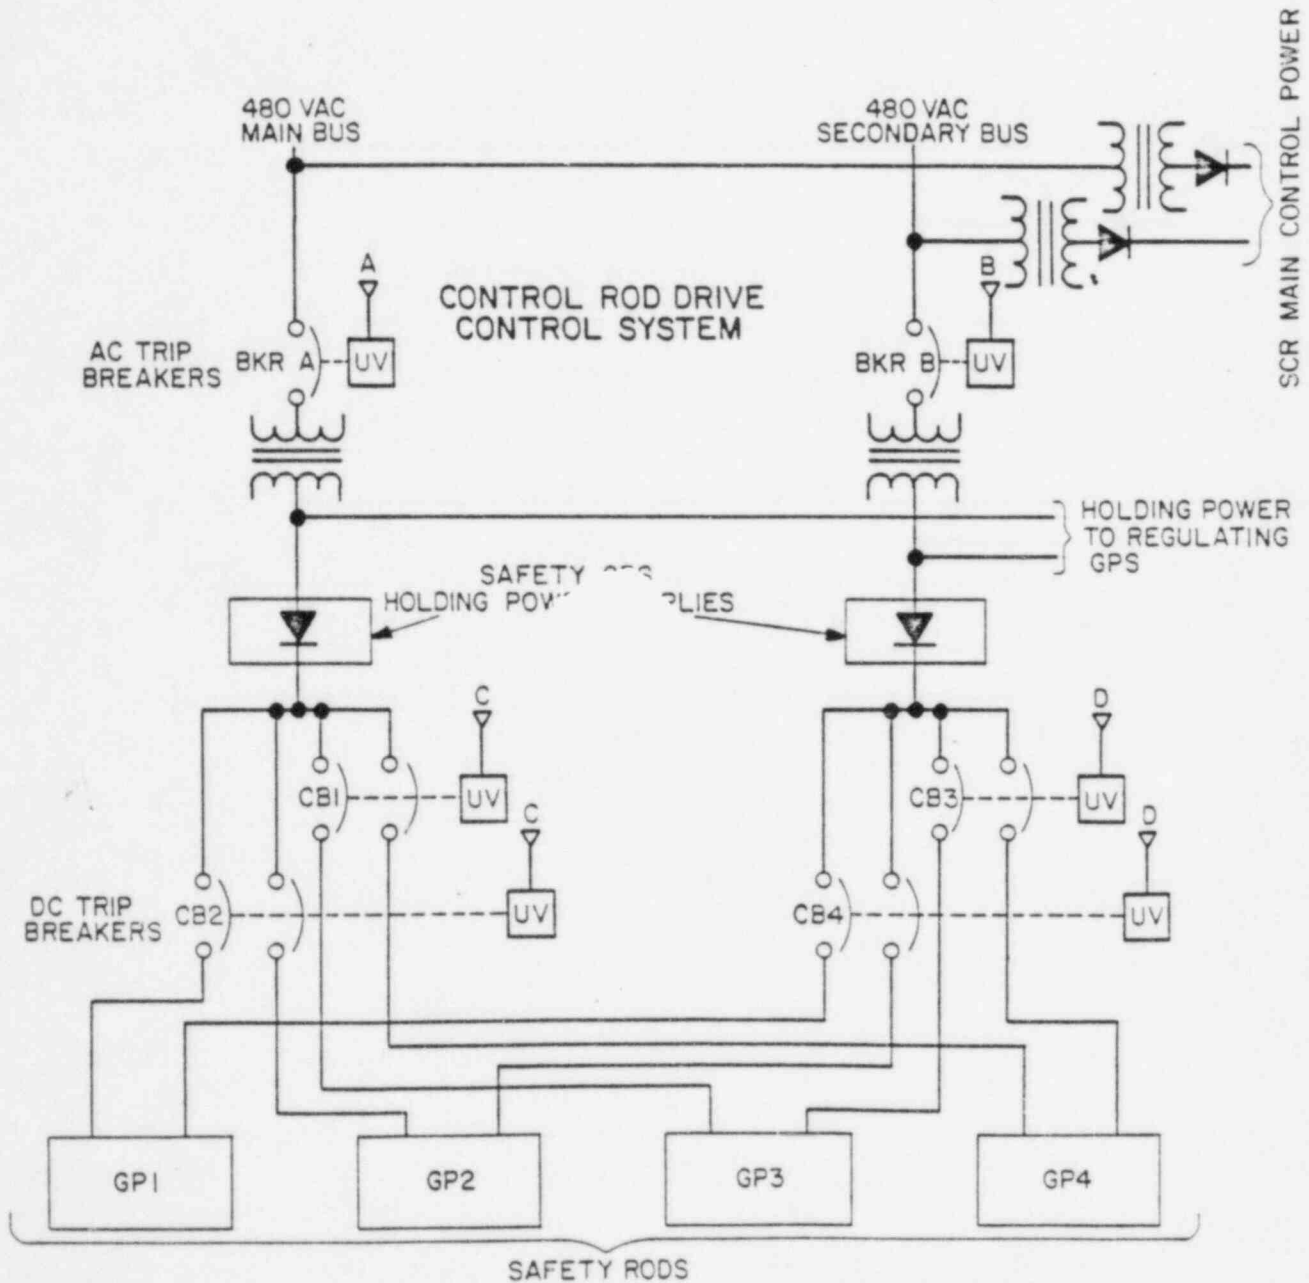 480 VAC
MAIN BUS
480 VAC
SECONDARY BUS
SCR MAIN CONTROL POWER
A
B
CONTROL ROD DRIVE
CONTROL SYSTEM
AC TRIP
BREAKERS
BKR A
UV
BKR B
UV
HOLDING POWER
TO REGULATING
GPS
SAFETY
HOLDING
C
D
CB1
UV
CB3
UV
C
D
DC TRIP
BREAKERS
CB2
UV
CB4
UV
GP1
GP2
GP3
GP4
SAFETY RODS